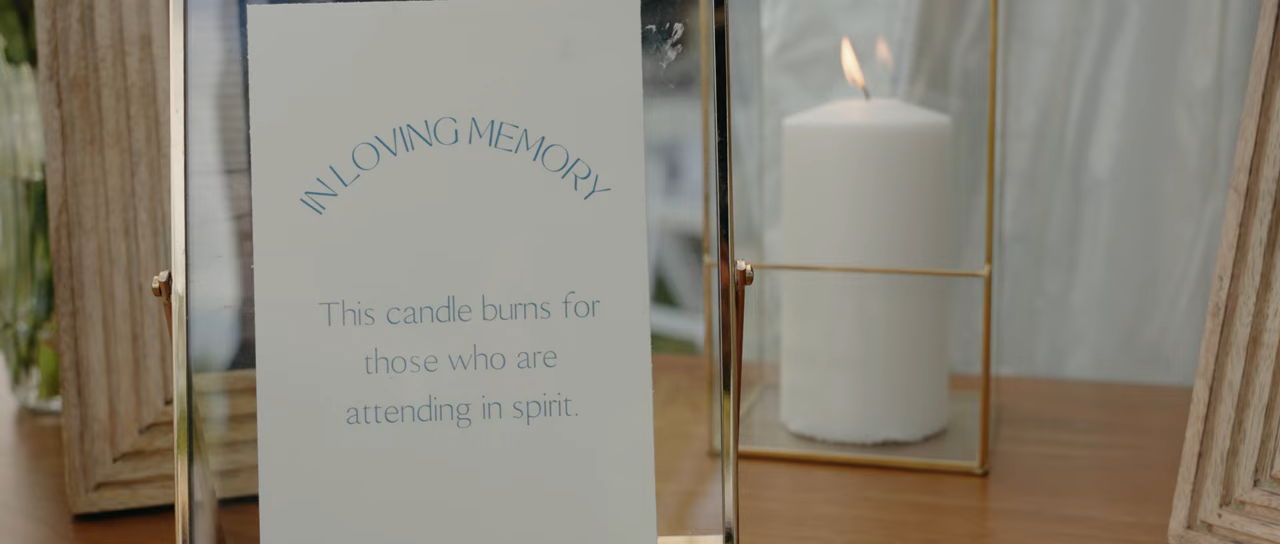 IN LOVING MEMORY
This candle burns for
those who are
attending in spirit.